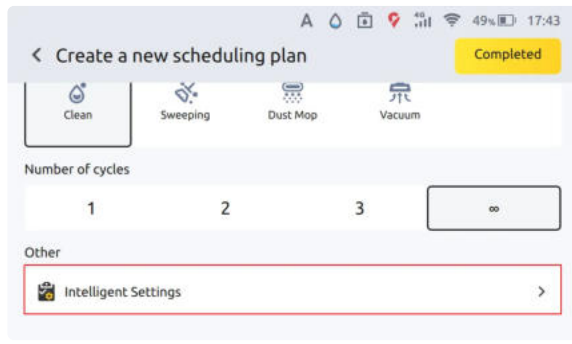 A 4G 49% 17:43
Create a new scheduling plan Completed
Clean Sweeping Dust Mop Vacuum
Number of cycles
1 2 3 ∞
Other
Intelligent Settings